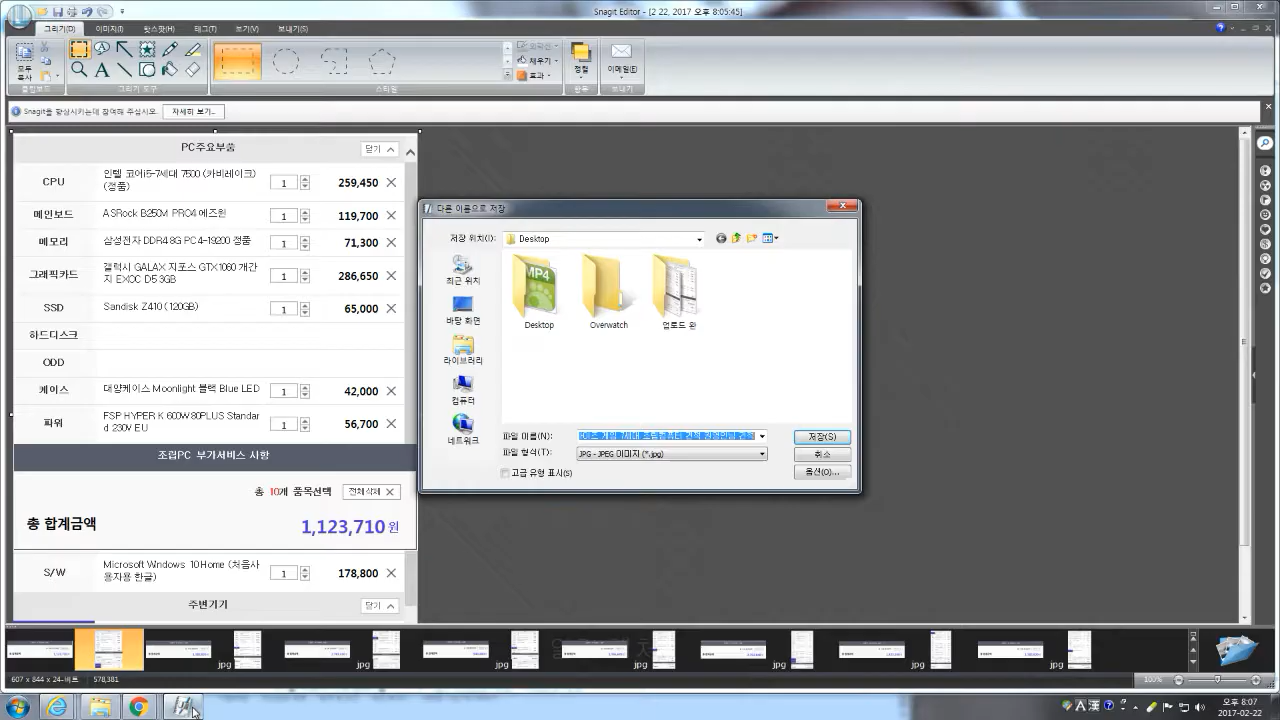 Snagit Editor - [2 22, 2017 오후 8:05:45]
그리기(D) 이미지(I) 핫스팟(H) 태그(T) 보기(V) 보내기(S)
모두 복사
클립보드
그리기 도구
스타일
외곽선
채우기
효과
정렬
항목
이메일(E)
보내기
Snagit을 향상시키는데 참여해 주십시오. 자세히 보기...
PC주요부품 닫기
CPU 인텔 코어i5-7세대 7500 (카비레이크) (정품) 1 259,450
메인보드 ASRock B250M PRO4 에즈윈 1 119,700
메모리 삼성전자 DDR4 8G PC4-19200 정품 1 71,300
그래픽카드 갤럭시 GALAX 지포스 GTX1060 개간지 EXOC D5 3GB 1 286,650
SSD Sandisk Z410 (120GB) 1 65,000
하드디스크
ODD
케이스 대양케이스 Moonlight 블랙 Blue LED 1 42,000
파워 FSP HYPER K 600W 80PLUS Standard 230V EU 1 56,700
조립PC 부가서비스 사항
총 10개 품목선택 전체삭제
총 합계금액 1,123,710 원
S/W Microsoft Windows 10 Home (처음사용자용 한글) 1 178,800
주변기기 닫기
다른 이름으로 저장
저장 위치(I): Desktop
최근 위치
바탕 화면
라이브러리
컴퓨터
네트워크
MP4
Desktop
Overwatch
업로드 완
파일 이름(N):
저장(S)
파일 형식(T): JPG - JPEG 이미지 (*.jpg)
취소
고급 유형 표시(S)
옵션(O)...
jpg jpg jpg jpg jpg jpg jpg
607 x 844 x 24-비트 578,381
100%
오후 8:07
2017-02-22